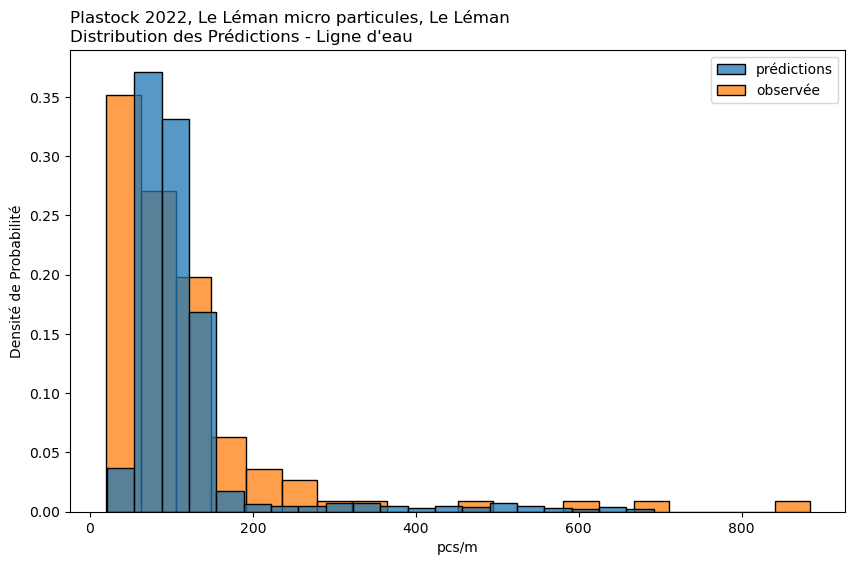 Plastock 2022, Le Léman micro particules, Le Léman
Distribution des Prédictions - Ligne d'eau
prédictions
observée
Densité de Probabilité
0.35
0.30
0.25
0.20
0.15
0.10
0.05
0.00
0
200
400
600
800
pcs/m